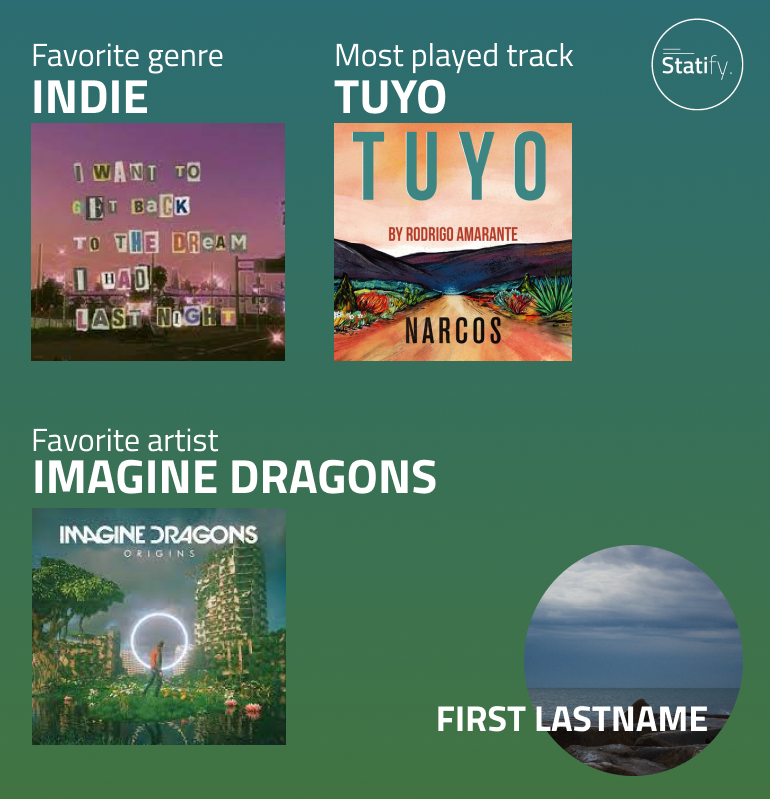 Favorite genre
INDIE
I WANT TO
GET BACK
TO THE DREAM
I HAD
LAST NIGHT
Most played track
TUYO
TUYO
BY RODRIGO AMARANTE
NARCOS
Statify.
Favorite artist
IMAGINE DRAGONS
IMAGINE DRAGONS
ORIGINS
FIRST LASTNAME